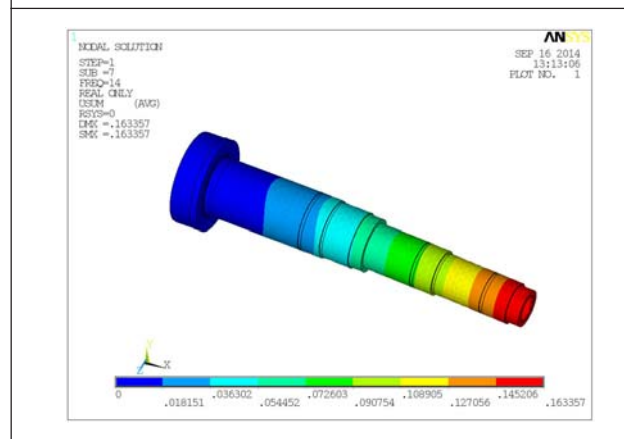 1
NODAL SOLUTION
STEP=1
SUB =7
FREQ=14
REAL ONLY
USUM (AVG)
RSYS=0
DMX =.163357
SMX =.163357
ANSYS
SEP 16 2014
13:13:06
PLOT NO. 1
Y
Z X
0 .036302 .072603 .108905 .145206
.018151 .054452 .090754 .127056 .163357